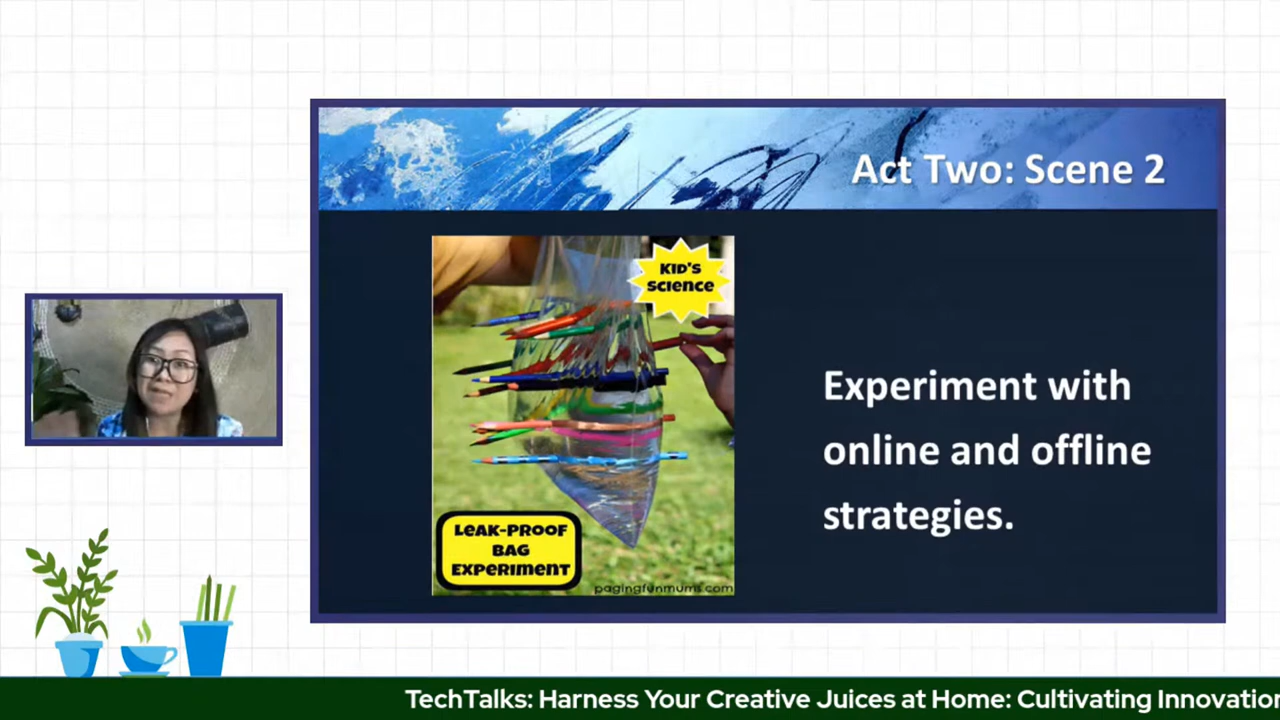 Act Two: Scene 2
KID'S
SCIENCE
Experiment with
online and offline
strategies.
LEAK-PROOF
BAG
EXPERIMENT
pagingfunmums.com
TechTalks: Harness Your Creative Juices at Home: Cultivating Innovation